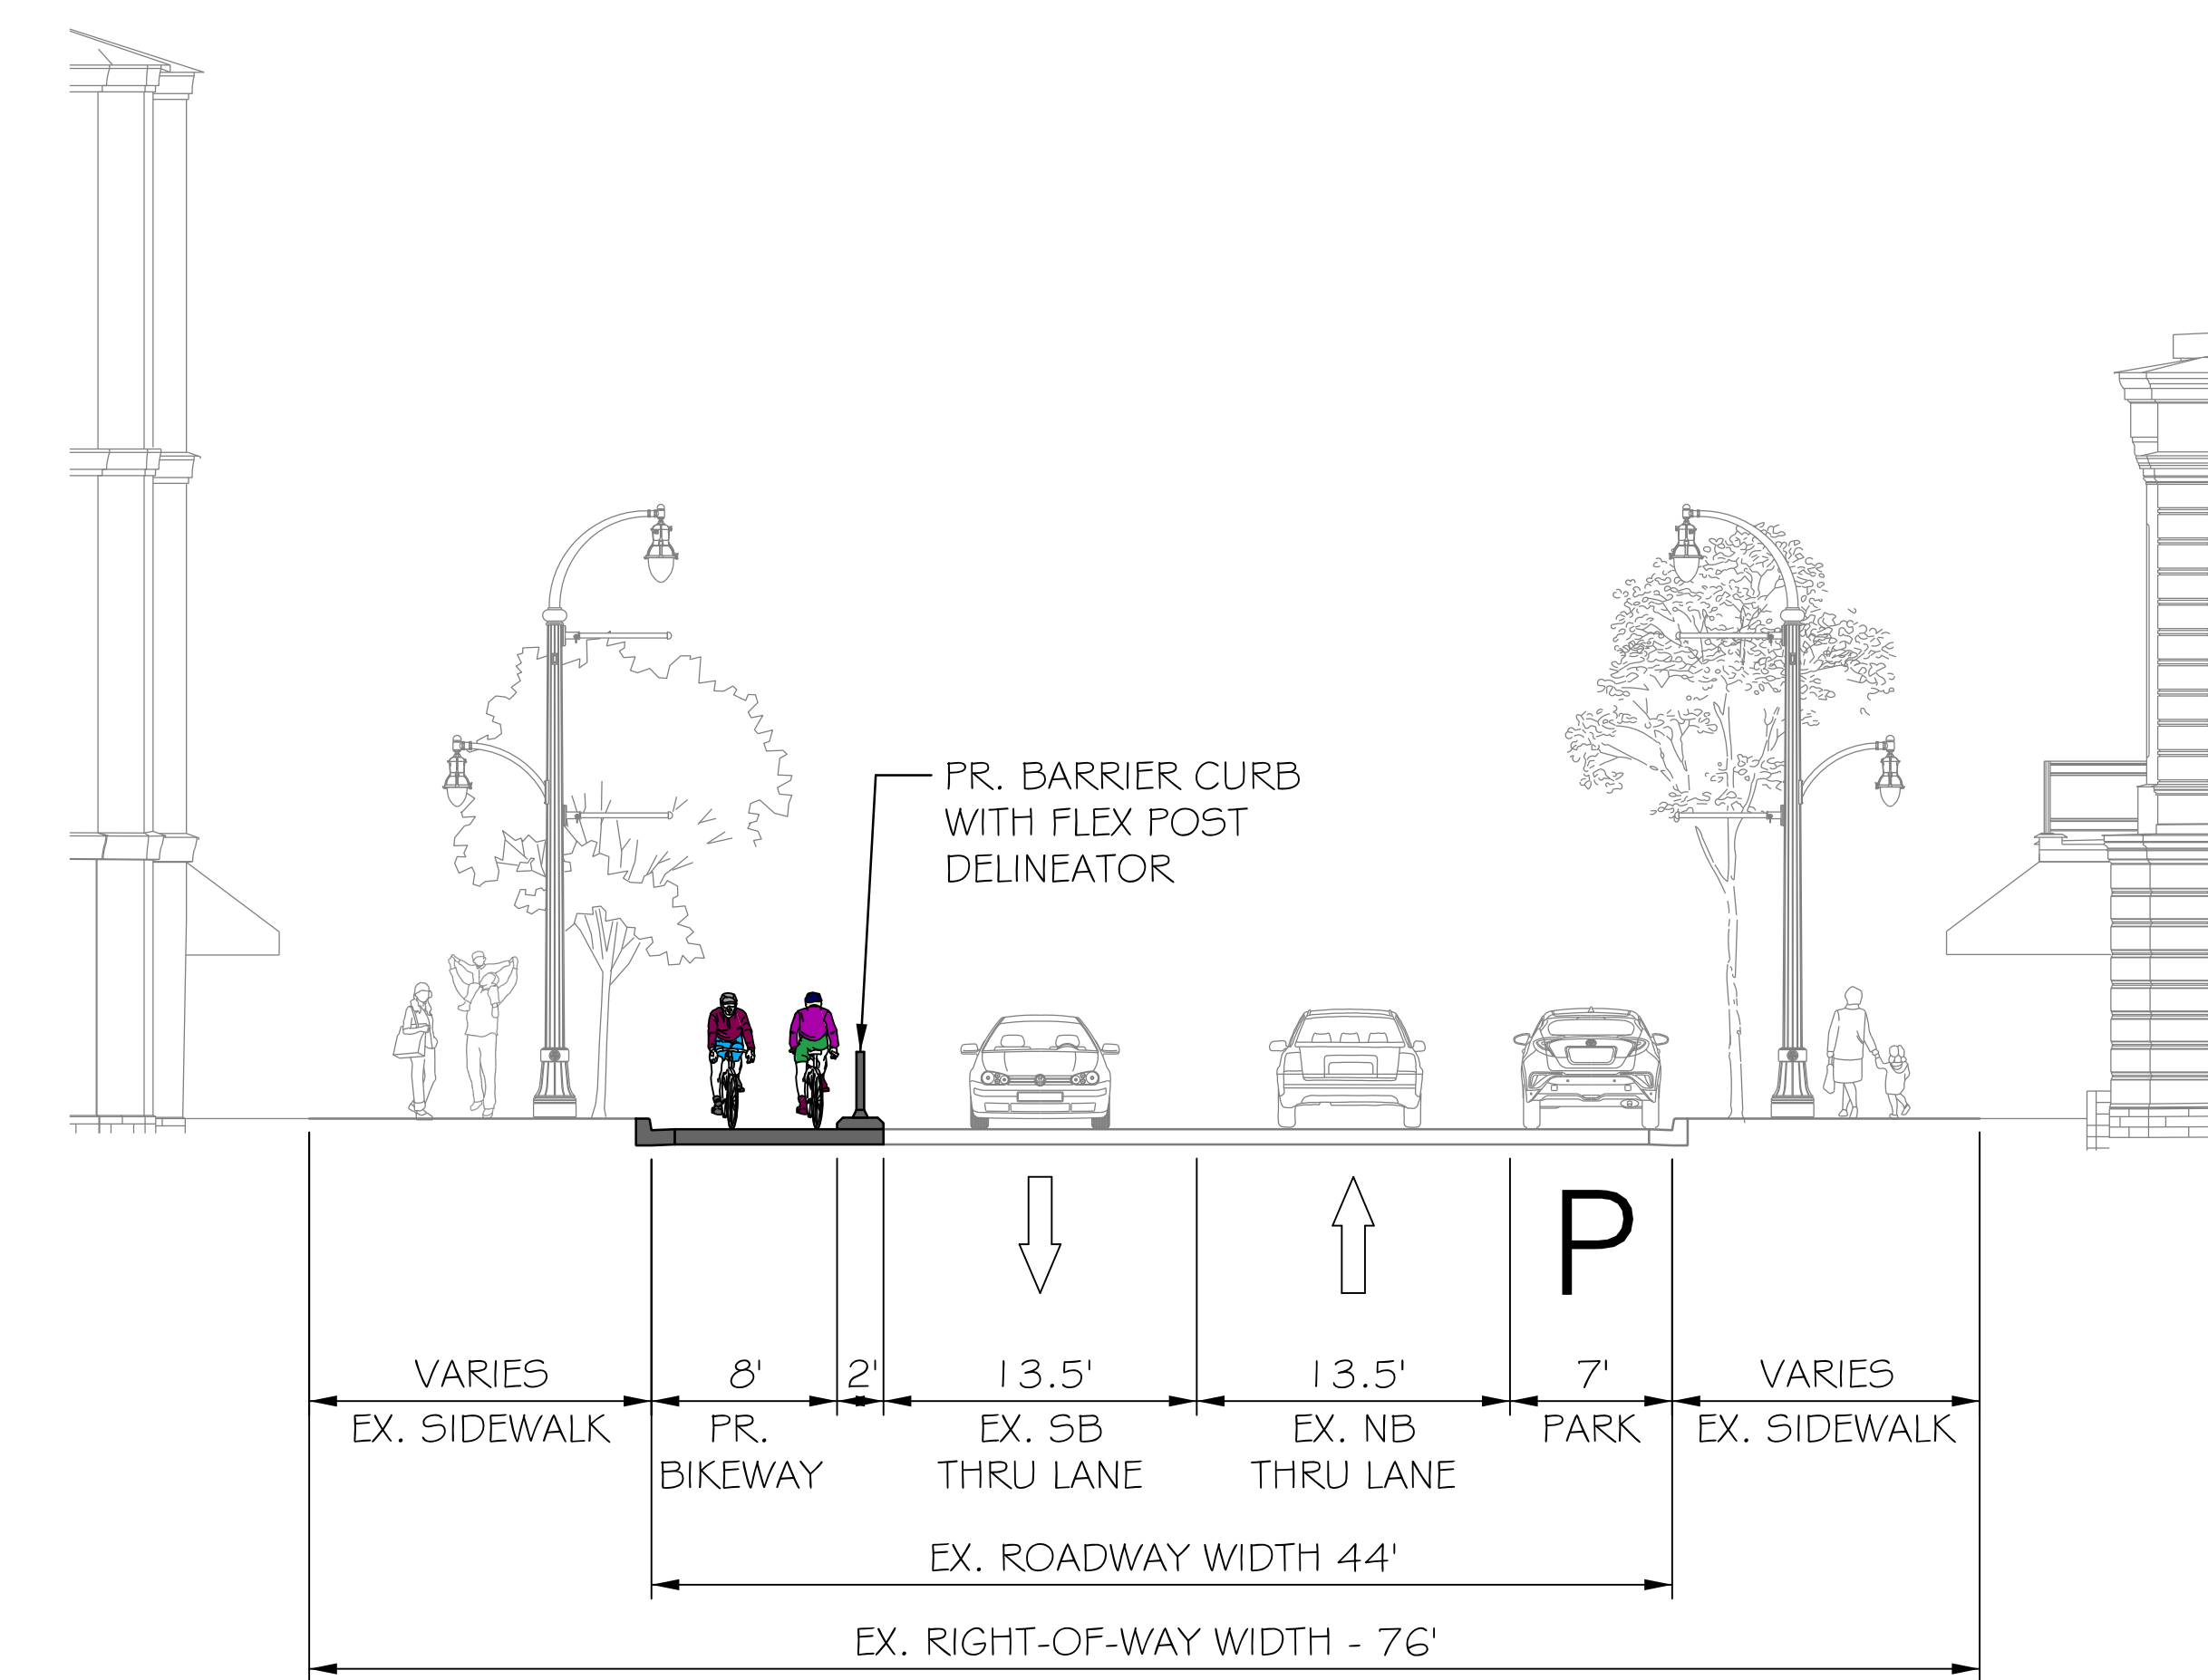 PR. BARRIER CURB
WITH FLEX POST
DELINEATOR
P
VARIES
EX. SIDEWALK
8'
PR.
BIKEWAY
2'
13.5'
EX. SB
THRU LANE
13.5'
EX. NB
THRU LANE
7'
PARK
VARIES
EX. SIDEWALK
EX. ROADWAY WIDTH 44'
EX. RIGHT-OF-WAY WIDTH - 76'